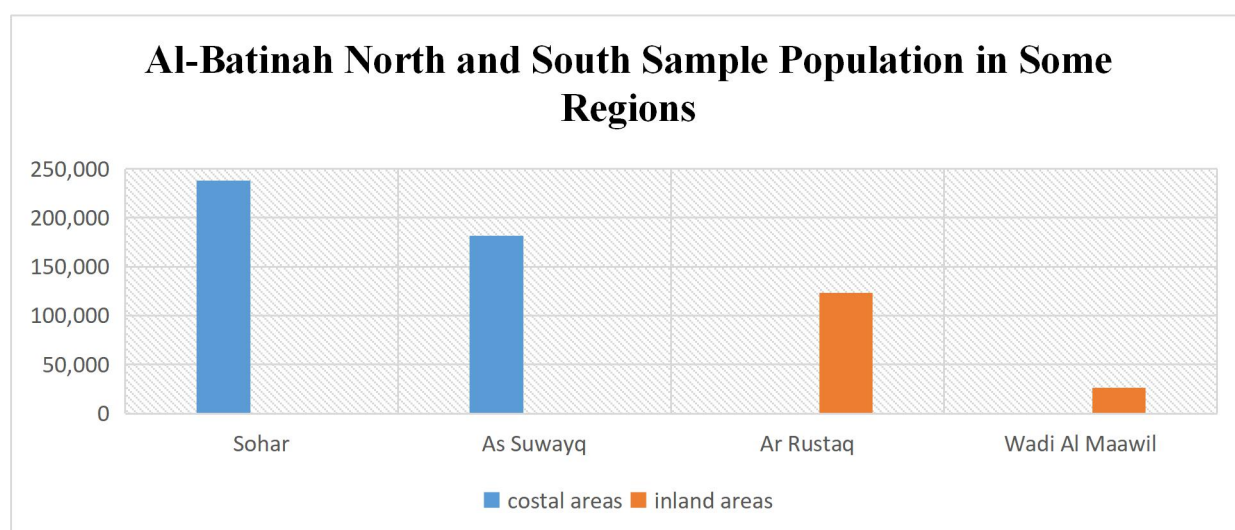 Al-Batinah North and South Sample Population in Some
Regions
250,000
200,000
150,000
100,000
50,000
0
Sohar
As Suwayq
Ar Rustaq
Wadi Al Maawil
costal areas
inland areas